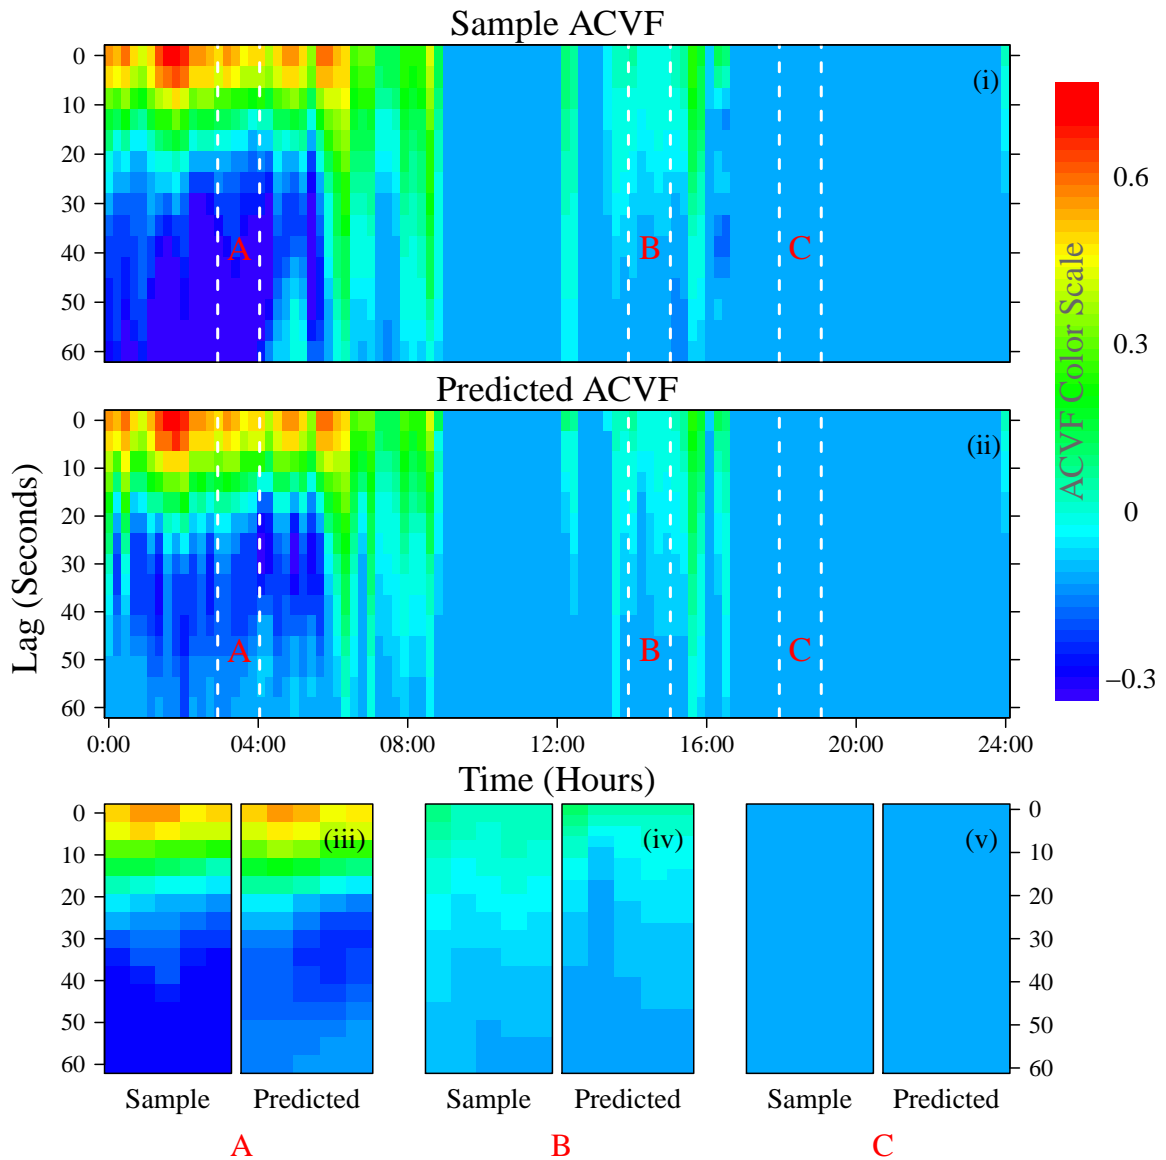 Sample ACVF
0
10
20
30
40
50
60
(i)
A
B
C
Predicted ACVF
0
10
20
30
40
50
60
(ii)
A
B
C
Lag (Seconds)
0:00 04:00 08:00 12:00 16:00 20:00 24:00
Time (Hours)
ACVF Color Scale
0.6
0.3
0
–0.3
0
10
20
30
40
50
60
(iii)
(iv)
(v)
0
10
20
30
40
50
60
Sample Predicted Sample Predicted Sample Predicted
A B C